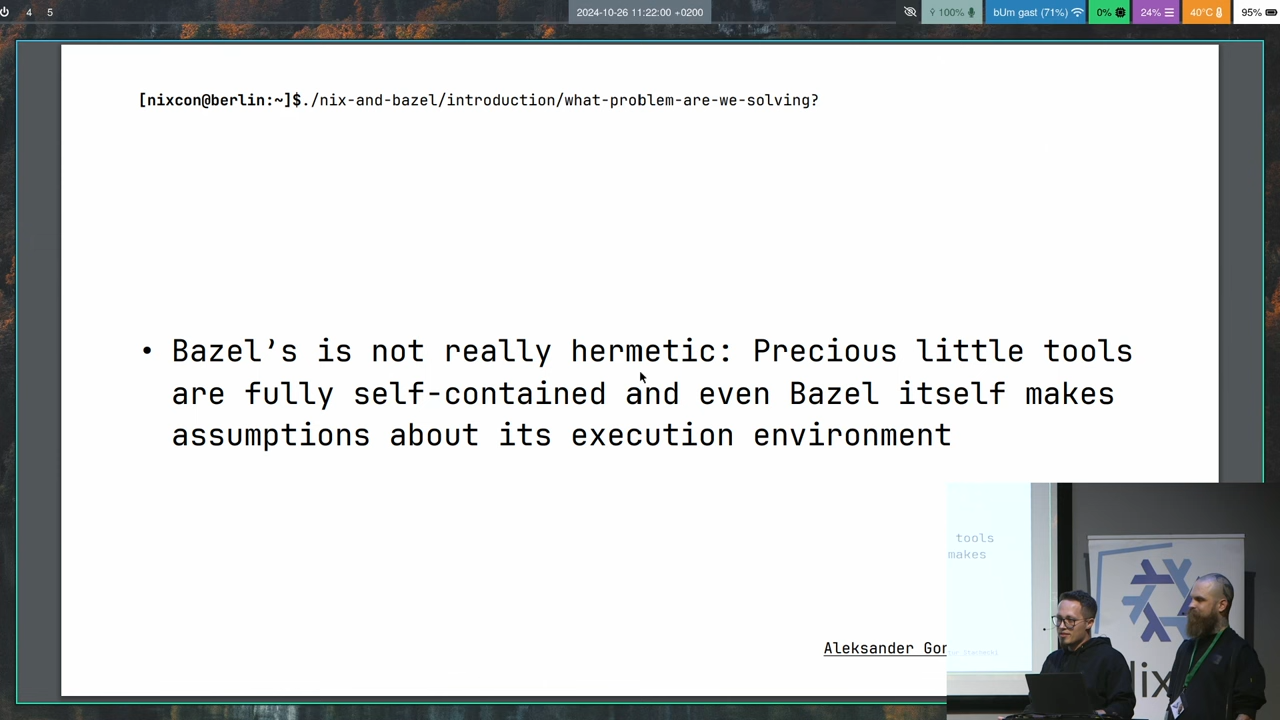 4 5 2024-10-26 11:22:00 +0200 100% bUm gast (71%) 0% 24% 40°C 95%
[nixcon@berlin:~]$./nix-and-bazel/introduction/what-problem-are-we-solving?
• Bazel’s is not really hermetic: Precious little tools
are fully self-contained and even Bazel itself makes
assumptions about its execution environment
tools
makes
Aleksander Gon
lix